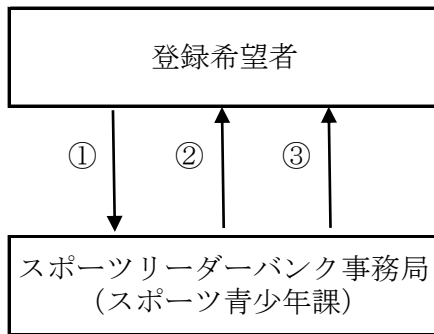 登録希望者
① ② ③
スポーツリーダーバンク事務局
（スポーツ青少年課）